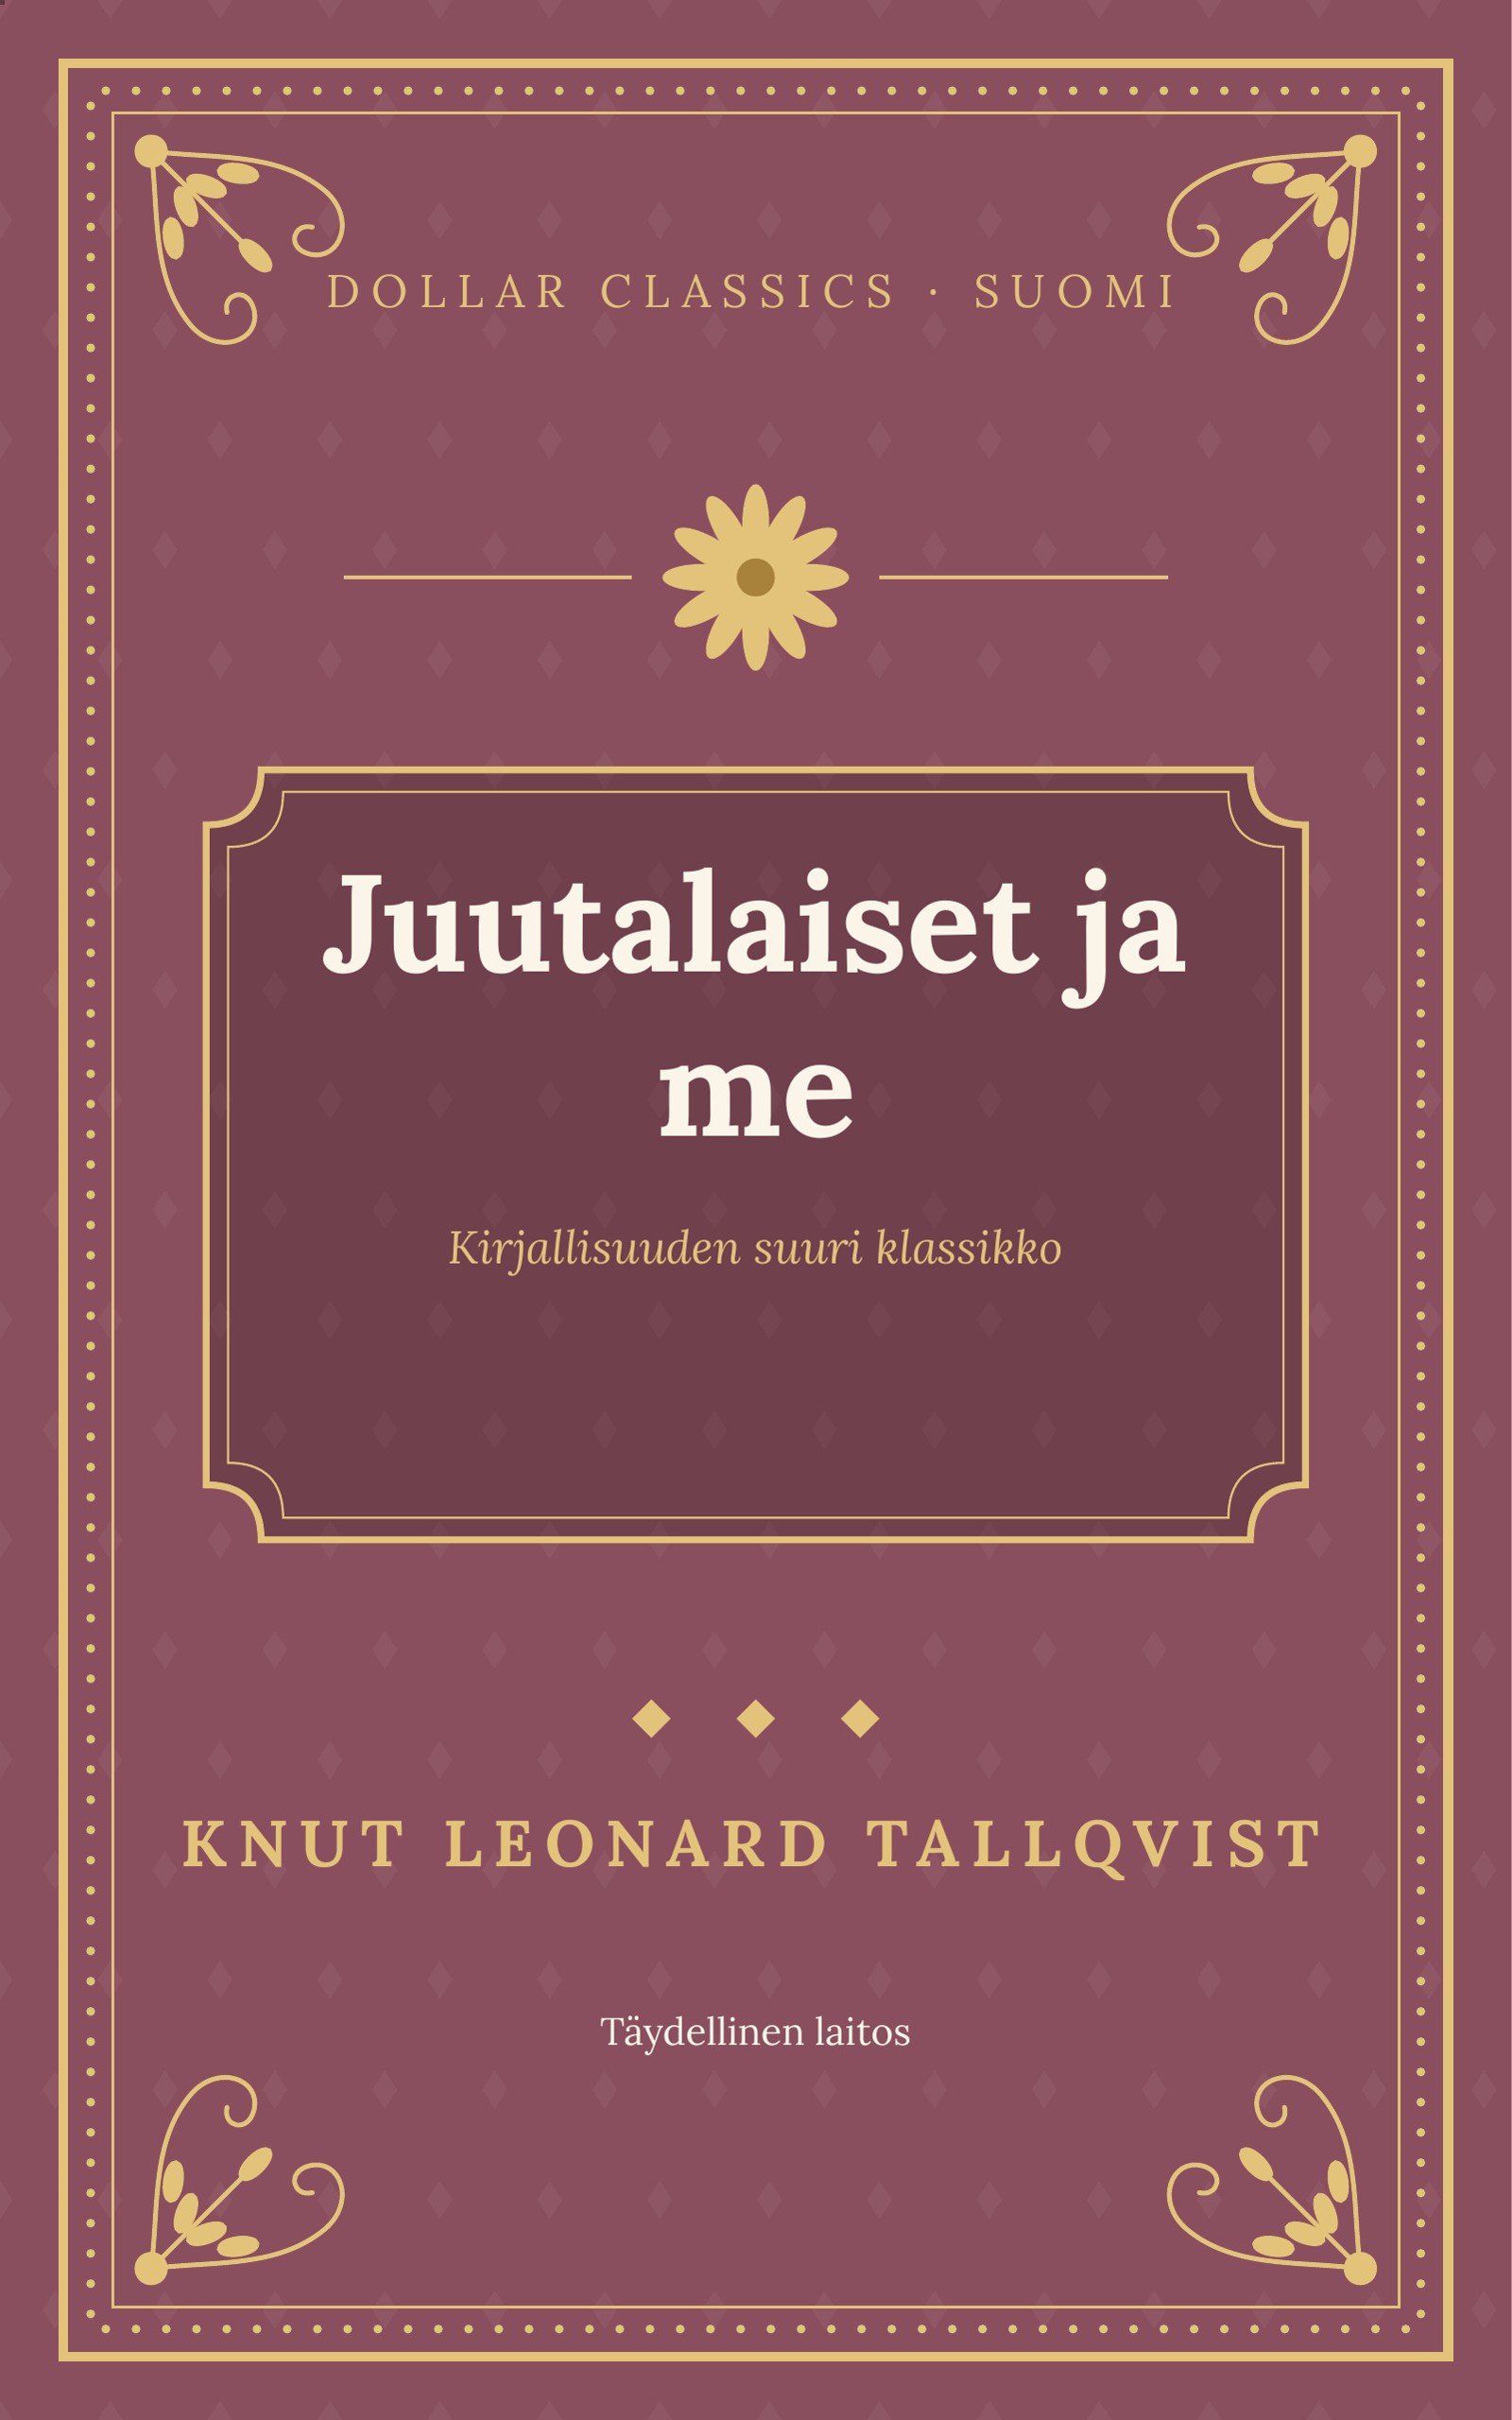 DOLLAR CLASSICS · SUOMI
Juutalaiset ja
me
Kirjallisuuden suuri klassikko
KNUT LEONARD TALLQVIST
Täydellinen laitos